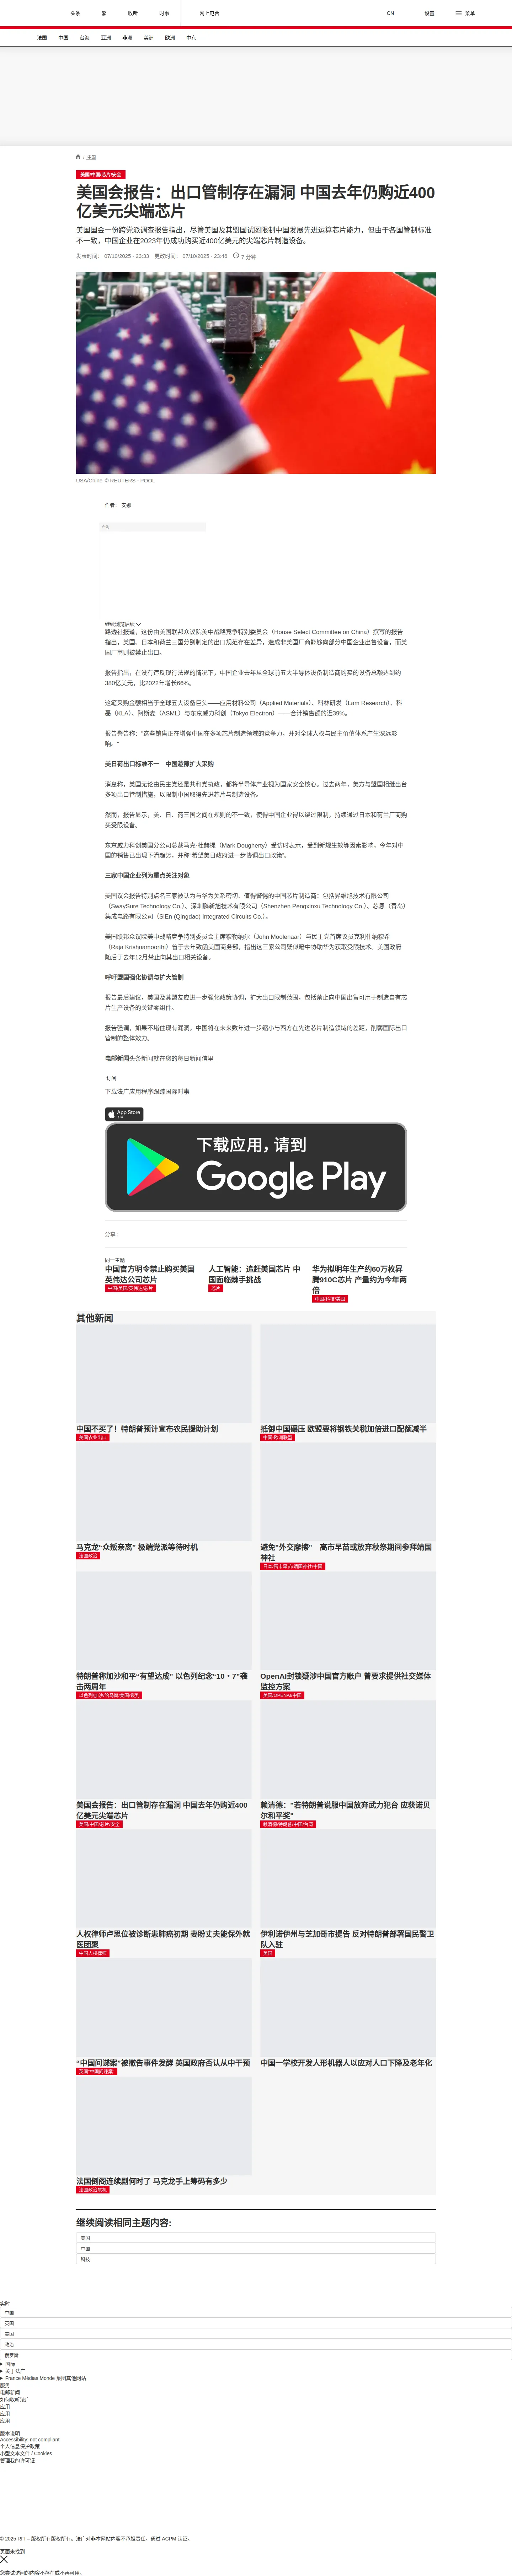 头条
繁
收听
时事
网上电台
CN
设置
菜单
法国
中国
台海
亚洲
非洲
美洲
欧洲
中东
/ 中国
美国/中国/芯片/安全
美国会报告：出口管制存在漏洞 中国去年仍购近400
亿美元尖端芯片
美国国会一份跨党派调查报告指出，尽管美国及其盟国试图限制中国发展先进运算芯片能力，但由于各国管制标准
不一致，中国企业在2023年仍成功购买近400亿美元的尖端芯片制造设备。
发表时间： 07/10/2025 - 23:33 更改时间： 07/10/2025 - 23:46 7 分钟
USA/Chine © REUTERS - POOL
作者： 安娜
广告
继续浏览后续
路透社报道，这份由美国联邦众议院美中战略竞争特别委员会（House Select Committee on China）撰写的报告
指出，美国、日本和荷兰三国分别制定的出口规范存在差异，造成非美国厂商能够向部分中国企业出售设备，而美
国厂商则被禁止出口。
报告指出，在没有违反现行法规的情况下，中国企业去年从全球前五大半导体设备制造商购买的设备总额达到约
380亿美元，比2022年增长66%。
这笔采购金额相当于全球五大设备巨头——应用材料公司（Applied Materials）、科林研发（Lam Research）、科
磊（KLA）、阿斯麦（ASML）与东京威力科创（Tokyo Electron）——合计销售额的近39%。
报告警告称：“这些销售正在增强中国在多项芯片制造领域的竞争力，并对全球人权与民主价值体系产生深远影
响。”
美日荷出口标准不一　中国趁隙扩大采购
消息称，美国无论由民主党还是共和党执政，都将半导体产业视为国家安全核心。过去两年，美方与盟国相继出台
多项出口管制措施，以限制中国取得先进芯片与制造设备。
然而，报告显示，美、日、荷三国之间在规则的不一致，使得中国企业得以绕过限制，持续通过日本和荷兰厂商购
买受限设备。
东京威力科创美国分公司总裁马克·杜赫提（Mark Dougherty）受访时表示，受到新规生效等因素影响，今年对中
国的销售已出现下滑趋势，并称“希望美日政府进一步协调出口政策”。
三家中国企业列为重点关注对象
美国议会报告特别点名三家被认为与华为关系密切、值得警惕的中国芯片制造商：包括昇维旭技术有限公司
（SwaySure Technology Co.）、深圳鹏新旭技术有限公司（Shenzhen Pengxinxu Technology Co.）、芯恩（青岛）
集成电路有限公司（SiEn (Qingdao) Integrated Circuits Co.）。
美国联邦众议院美中战略竞争特别委员会主席穆勒纳尔（John Moolenaar）与民主党首席议员克利什纳穆希
（Raja Krishnamoorthi）曾于去年致函美国商务部，指出这三家公司疑似暗中协助华为获取受限技术。美国政府
随后于去年12月禁止向其出口相关设备。
呼吁盟国强化协调与扩大管制
报告最后建议，美国及其盟友应进一步强化政策协调，扩大出口限制范围，包括禁止向中国出售可用于制造自有芯
片生产设备的关键零组件。
报告强调，如果不堵住现有漏洞，中国将在未来数年进一步缩小与西方在先进芯片制造领域的差距，削弱国际出口
管制的整体效力。
电邮新闻头条新闻就在您的每日新闻信里
订阅
下载法广应用程序跟踪国际时事
App Store
下载应用，请到
Google Play
分享 :
同一主题
中国官方明令禁止购买美国
英伟达公司芯片
中国/美国/英伟达/芯片
人工智能：追赶美国芯片 中
国面临棘手挑战
芯片
华为拟明年生产约60万枚昇
腾910C芯片 产量约为今年两
倍
中国/科技/美国
其他新闻
中国不买了！特朗普预计宣布农民援助计划
美国农业出口
抵御中国碾压 欧盟要将钢铁关税加倍进口配额减半
中国-欧洲联盟
马克龙“众叛亲离” 极端党派等待时机
法国政治
避免“外交摩擦”　高市早苗或放弃秋祭期间参拜靖国
神社
日本/高市早苗/靖国神社/中国
特朗普称加沙和平“有望达成” 以色列纪念“10・7”袭
击两周年
以色列/加沙/哈马斯/美国/谈判
OpenAI封锁疑涉中国官方账户 曾要求提供社交媒体
监控方案
美国/OPENAI/中国
美国会报告：出口管制存在漏洞 中国去年仍购近400
亿美元尖端芯片
美国/中国/芯片/安全
赖清德：“若特朗普说服中国放弃武力犯台 应获诺贝
尔和平奖”
赖清德/特朗普/中国/台湾
人权律师卢思位被诊断患肺癌初期 妻盼丈夫能保外就
医团聚
中国人权律师
伊利诺伊州与芝加哥市提告 反对特朗普部署国民警卫
队入驻
美国
“中国间谍案”被撤告事件发酵 英国政府否认从中干预
英国“中国间谍案”
中国一学校开发人形机器人以应对人口下降及老年化
法国倒阁连续剧何时了 马克龙手上筹码有多少
法国政治危机
继续阅读相同主题内容:
美国
中国
科技
实时
中国
英国
美国
政治
俄罗斯
国际
关于法广
France Médias Monde 集团其他网站
服务
电邮新闻
如何收听法广
应用
应用
应用
版本说明
Accessibility: not compliant
个人信息保护政策
小型文本文件 / Cookies
管理我的许可证
© 2025 RFI – 版权所有版权所有。法广对非本网站内容不承担责任。通过 ACPM 认证。
页面未找到
您尝试访问的内容不存在或不再可用。